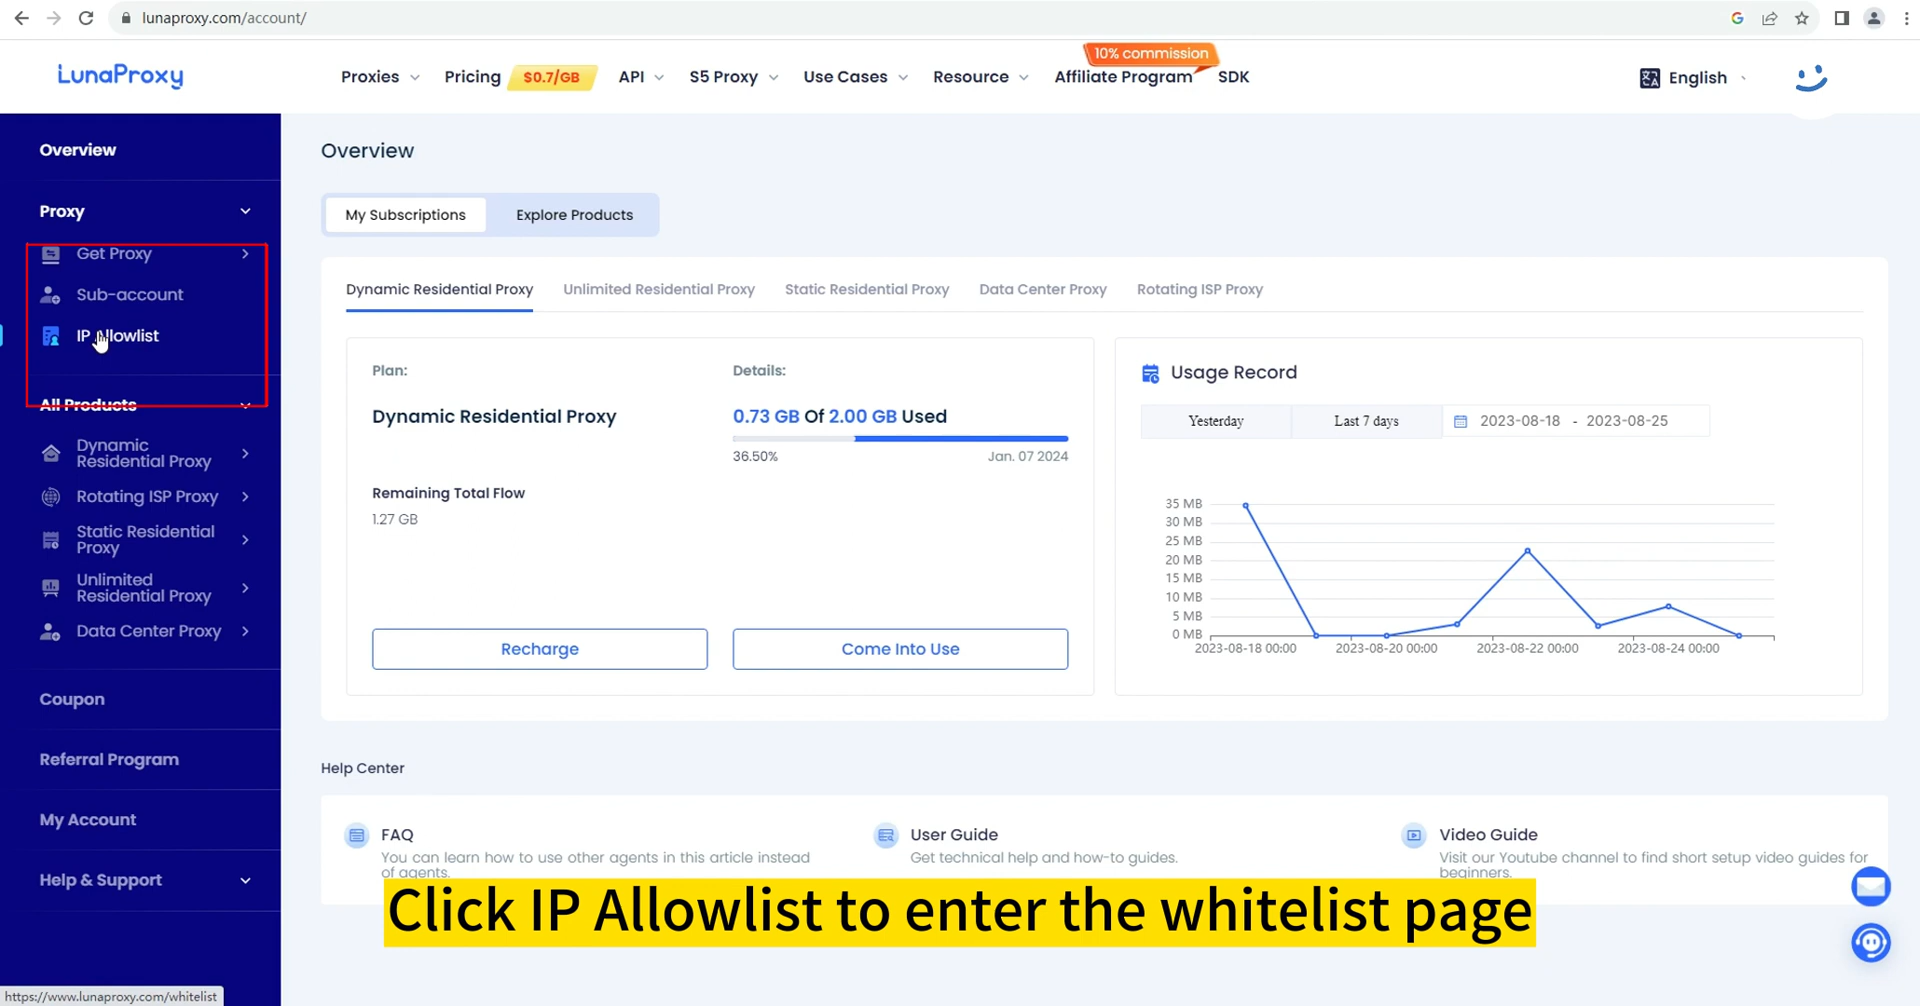 lunaproxy.com/account/
10% commission
LunaProxy
Proxies
Pricing
$0.7/GB
API
S5 Proxy
Use Cases
Resource
Affiliate Program
SDK
English
Overview
Proxy
Get Proxy
Sub-account
IP Allowlist
All Products
Dynamic
Residential Proxy
Rotating ISP Proxy
Static Residential
Proxy
Unlimited
Residential Proxy
Data Center Proxy
Coupon
Referral Program
My Account
Help & Support
Overview
My Subscriptions
Explore Products
Dynamic Residential Proxy
Unlimited Residential Proxy
Static Residential Proxy
Data Center Proxy
Rotating ISP Proxy
Plan:
Dynamic Residential Proxy
Remaining Total Flow
1.27 GB
Details:
0.73 GB Of 2.00 GB Used
36.50%
Jan. 07 2024
Recharge
Come Into Use
Usage Record
Yesterday
Last 7 days
2023-08-18 - 2023-08-25
35 MB
30 MB
25 MB
20 MB
15 MB
10 MB
5 MB
0 MB
2023-08-18 00:00
2023-08-20 00:00
2023-08-22 00:00
2023-08-24 00:00
Help Center
FAQ
You can learn how to use other agents in this article instead
of agents.
User Guide
Get technical help and how-to guides.
Video Guide
Visit our Youtube channel to find short setup video guides for
beginners.
Click IP Allowlist to enter the whitelist page
https://www.lunaproxy.com/whitelist